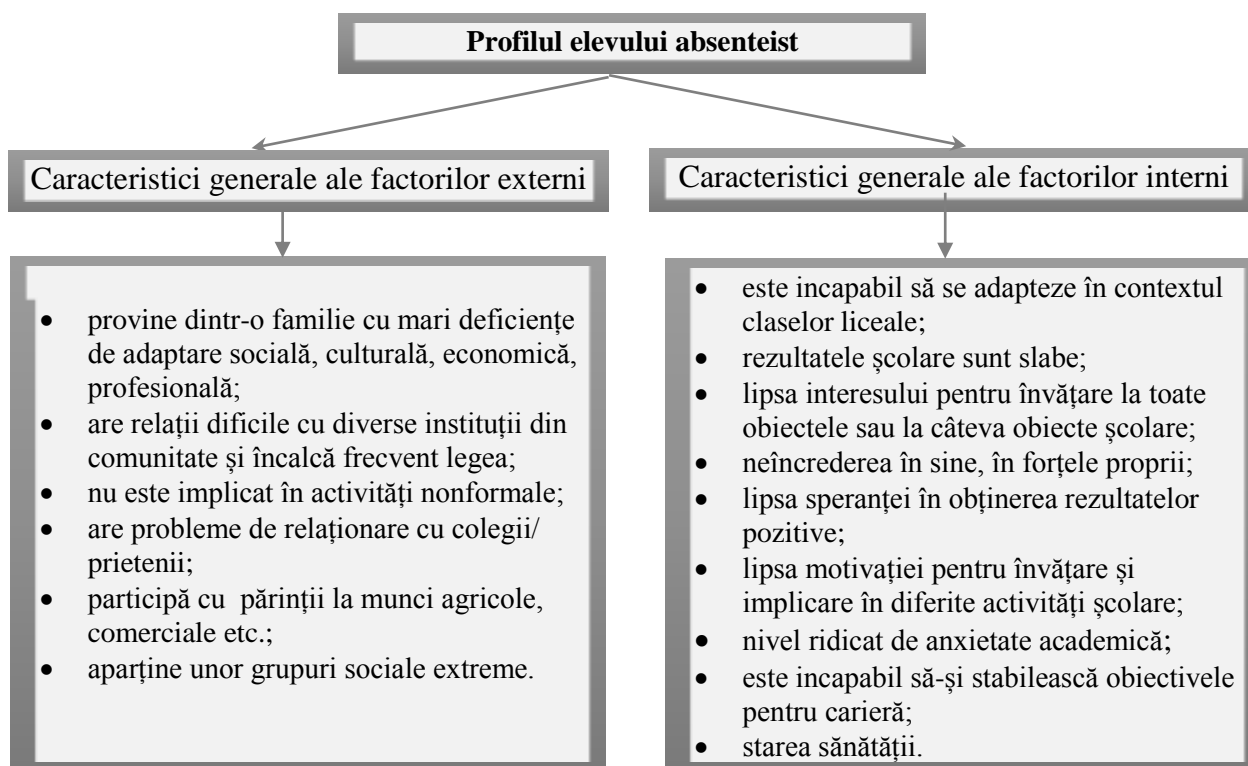 Profilul elevului absenteist
Caracteristici generale ale factorilor externi
Caracteristici generale ale factorilor interni
• provine dintr-o familie cu mari deficiențe
de adaptare socială, culturală, economică,
profesională;
• are relații dificile cu diverse instituții din
comunitate și încalcă frecvent legea;
• nu este implicat în activități nonformale;
• are probleme de relaționare cu colegii/
prietenii;
• participă cu părinții la munci agricole,
comerciale etc.;
• aparține unor grupuri sociale extreme.
• este incapabil să se adapteze în contextul
claselor liceale;
• rezultatele școlare sunt slabe;
• lipsa interesului pentru învățare la toate
obiectele sau la câteva obiecte școlare;
• neîncrederea în sine, în forțele proprii;
• lipsa speranței în obținerea rezultatelor
pozitive;
• lipsa motivației pentru învățare și
implicare în diferite activități școlare;
• nivel ridicat de anxietate academică;
• este incapabil să-și stabilească obiectivele
pentru carieră;
• starea sănătății.